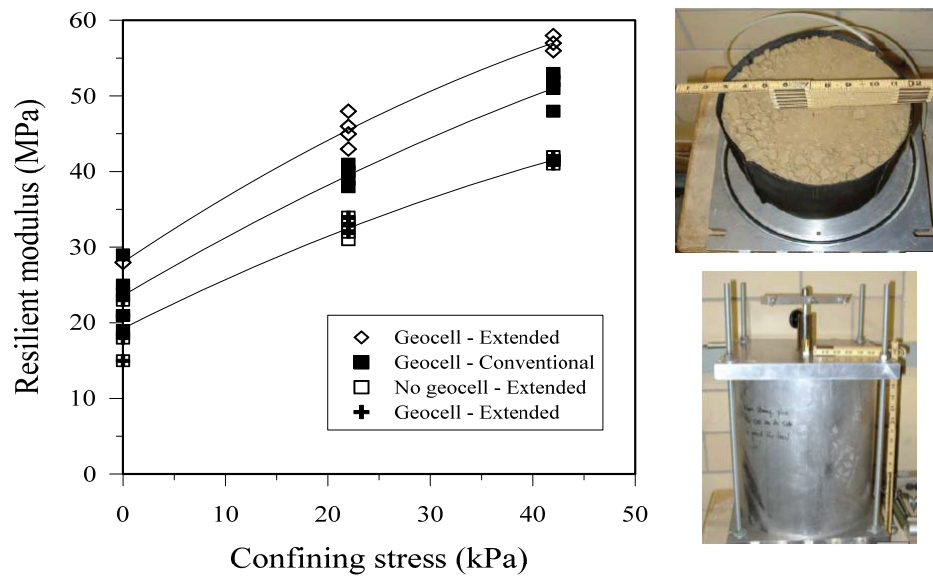 Resilient modulus (MPa)
60
50
40
30
20
10
0
0
10
20
30
40
50
Confining stress (kPa)
Geocell - Extended
Geocell - Conventional
No geocell - Extended
Geocell - Extended